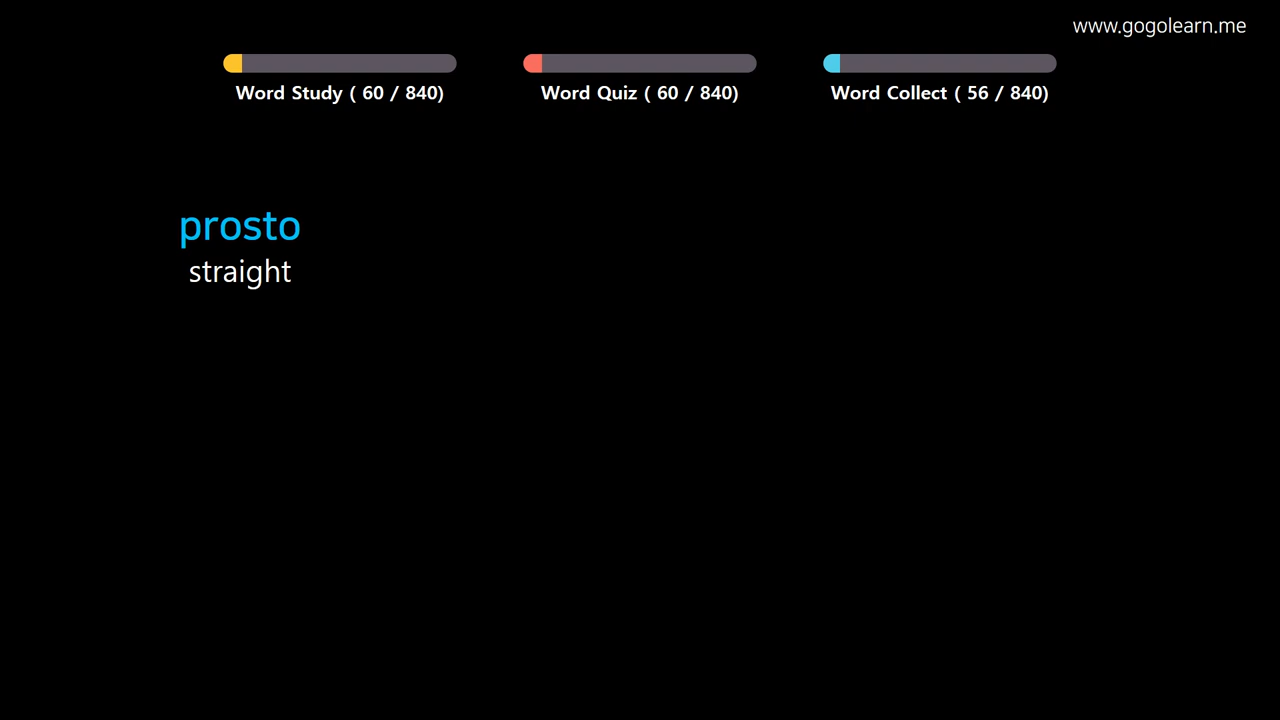 www.gogolearn.me
Word Study ( 60 / 840)
Word Quiz ( 60 / 840)
Word Collect ( 56 / 840)
prosto
straight